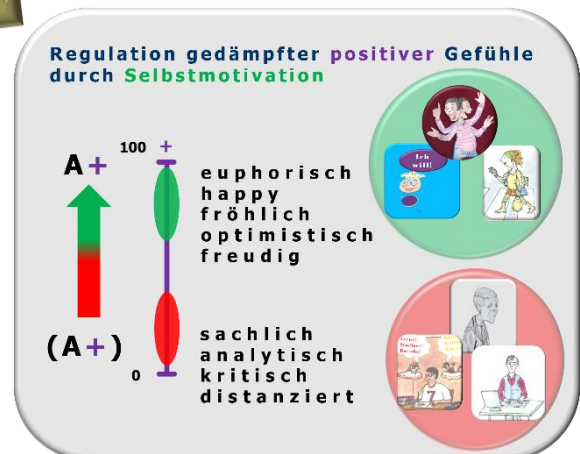 Regulation gedämpfter positiver Gefühle
durch Selbstmotivation
100 +
A+
euphorisch
happy
fröhlich
optimistisch
freudig
(A+)
0
sachlich
analytisch
kritisch
distanziert
Ich
will!
7